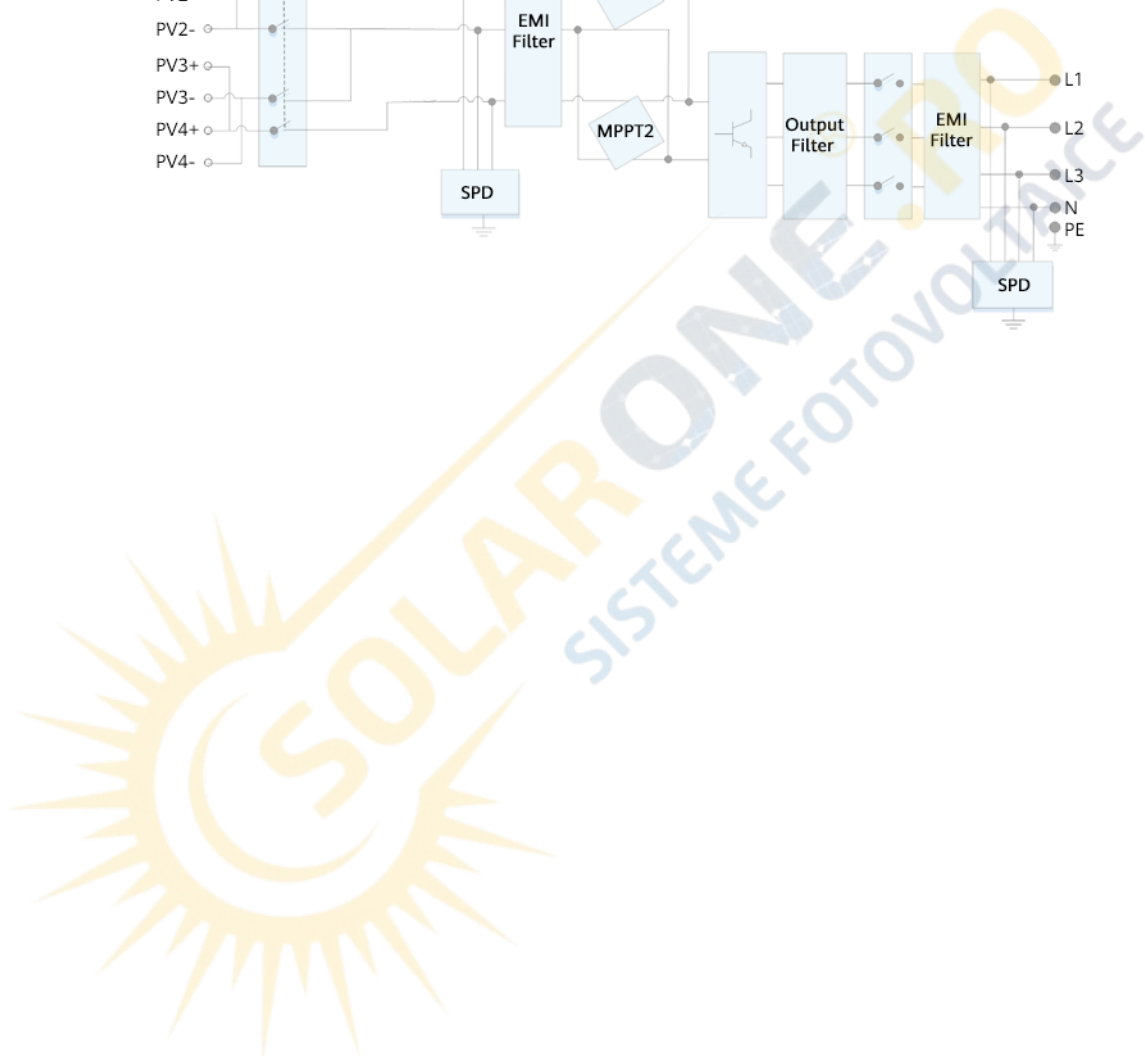 PV2-
EMI
Filter
PV3+
PV3-
PV4+
PV4-
MPPT2
SPD
Output
Filter
EMI
Filter
L1
L2
L3
N
PE
SPD
SOLARONE.RO
SISTEME FOTOVOLTAICE